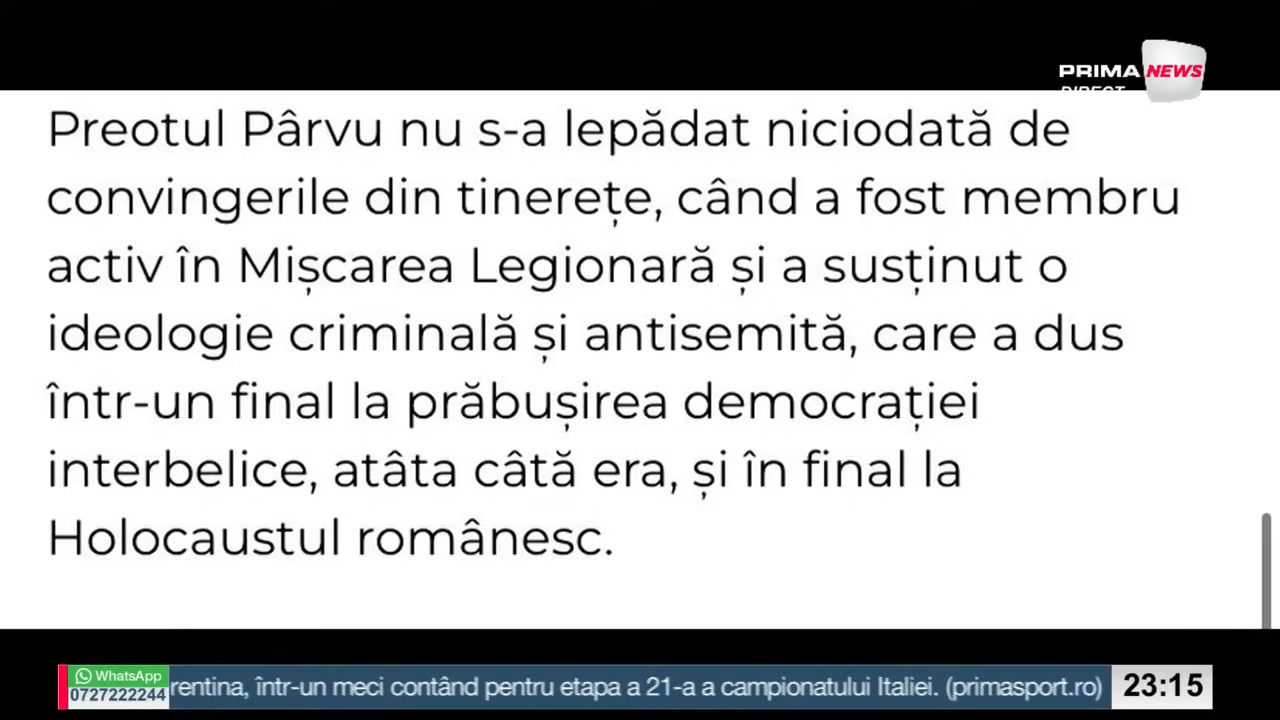 PRIMA NEWS
DIRECT
Preotul Pârvu nu s-a lepădat niciodată de
convingerile din tinerețe, când a fost membru
activ în Mișcarea Legionară și a susținut o
ideologie criminală și antisemită, care a dus
într-un final la prăbușirea democrației
interbelice, atâta câtă era, și în final la
Holocaustul românesc.
WhatsApp
0727222244
rentina, într-un meci contând pentru etapa a 21-a a campionatului Italiei. (primasport.ro)
23:15